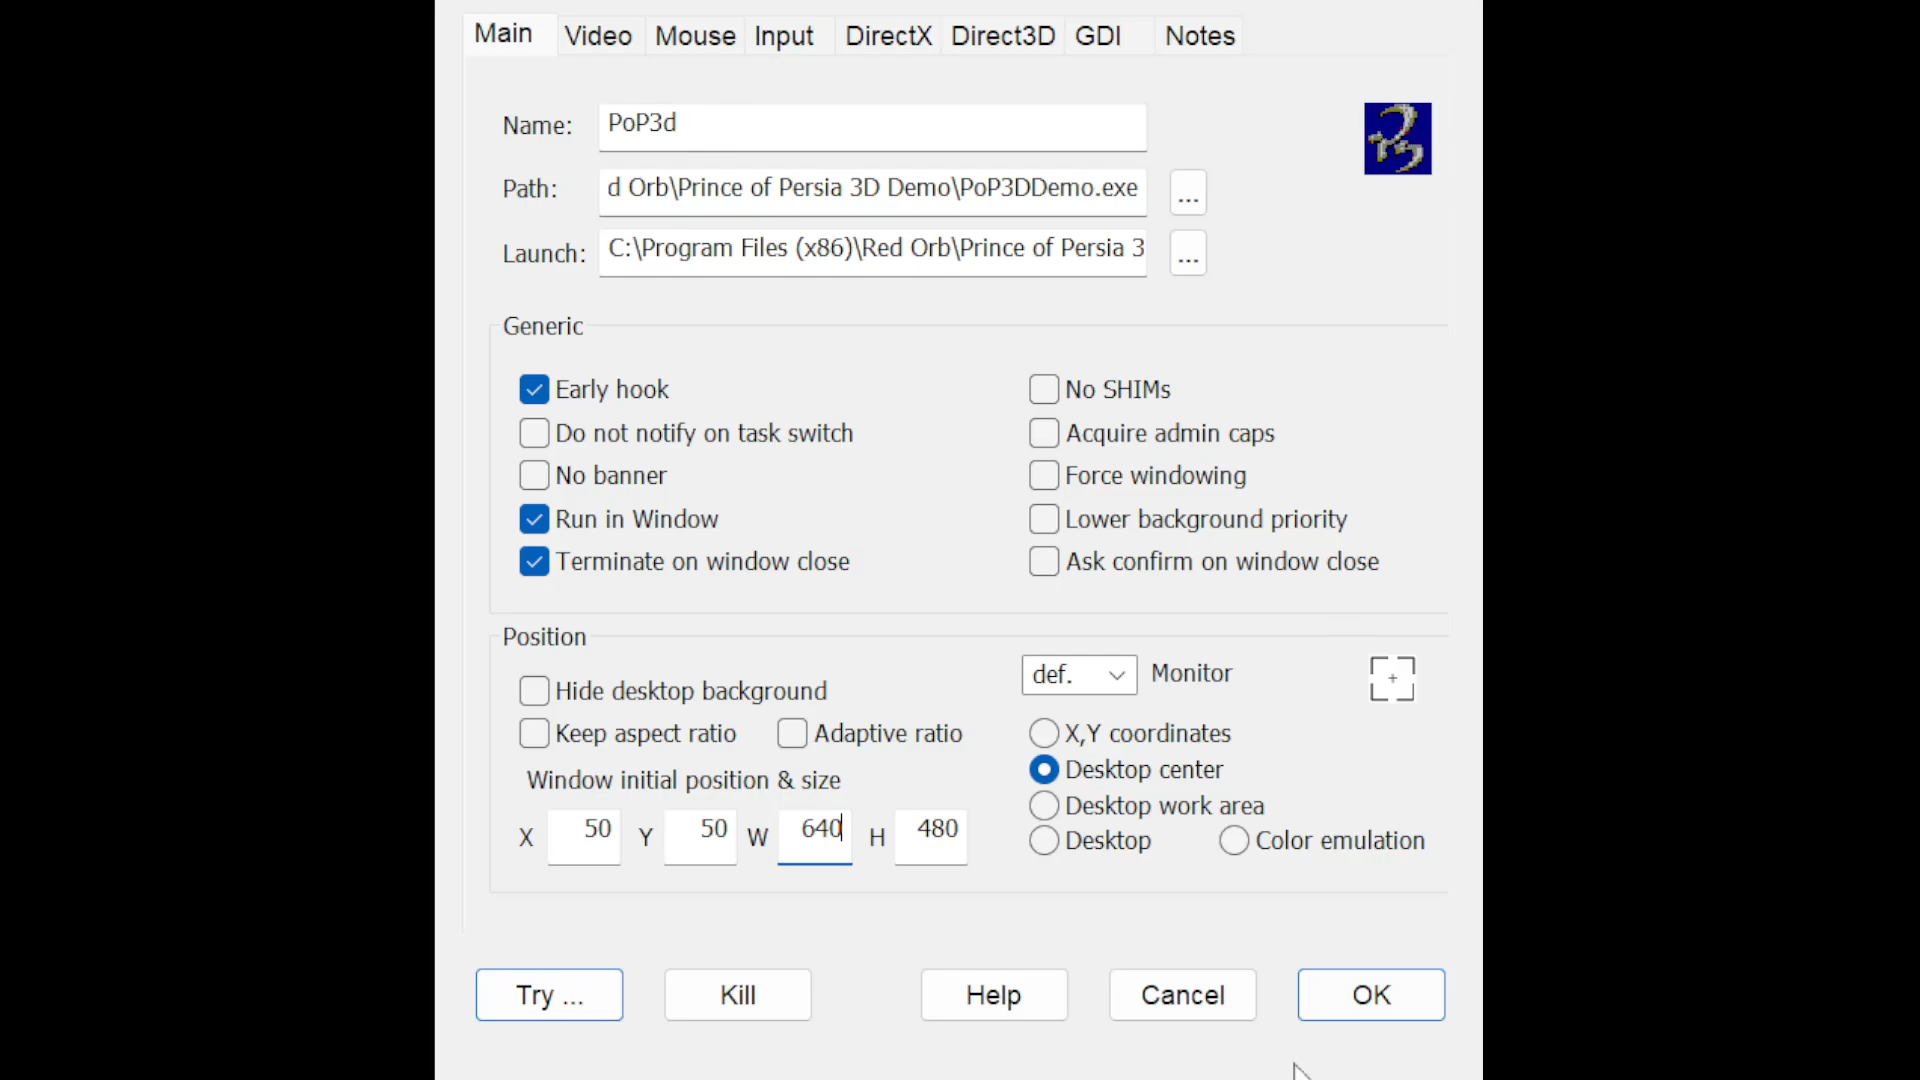 Main Video Mouse Input DirectX Direct3D GDI Notes
Name: PoP3d
Path: d Orb\Prince of Persia 3D Demo\PoP3DDemo.exe ...
Launch: C:\Program Files (x86)\Red Orb\Prince of Persia 3 ...
Generic
Early hook No SHIMs
Do not notify on task switch Acquire admin caps
No banner Force windowing
Run in Window Lower background priority
Terminate on window close Ask confirm on window close
Position
def. Monitor
Hide desktop background
Keep aspect ratio Adaptive ratio X,Y coordinates
Window initial position & size Desktop center
Desktop work area
X 50 Y 50 W 640 H 480 Desktop Color emulation
Try ... Kill Help Cancel OK